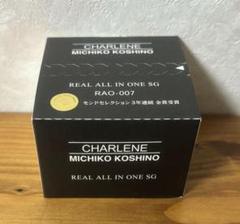 CHARLENE
MICHIKO KOSHINO
REAL ALL IN ONE SG
RAO-007
モンドセレクション3年連続 金賞受賞
CHARLENE
MICHIKO KOSHINO
REAL ALL IN ONE SG